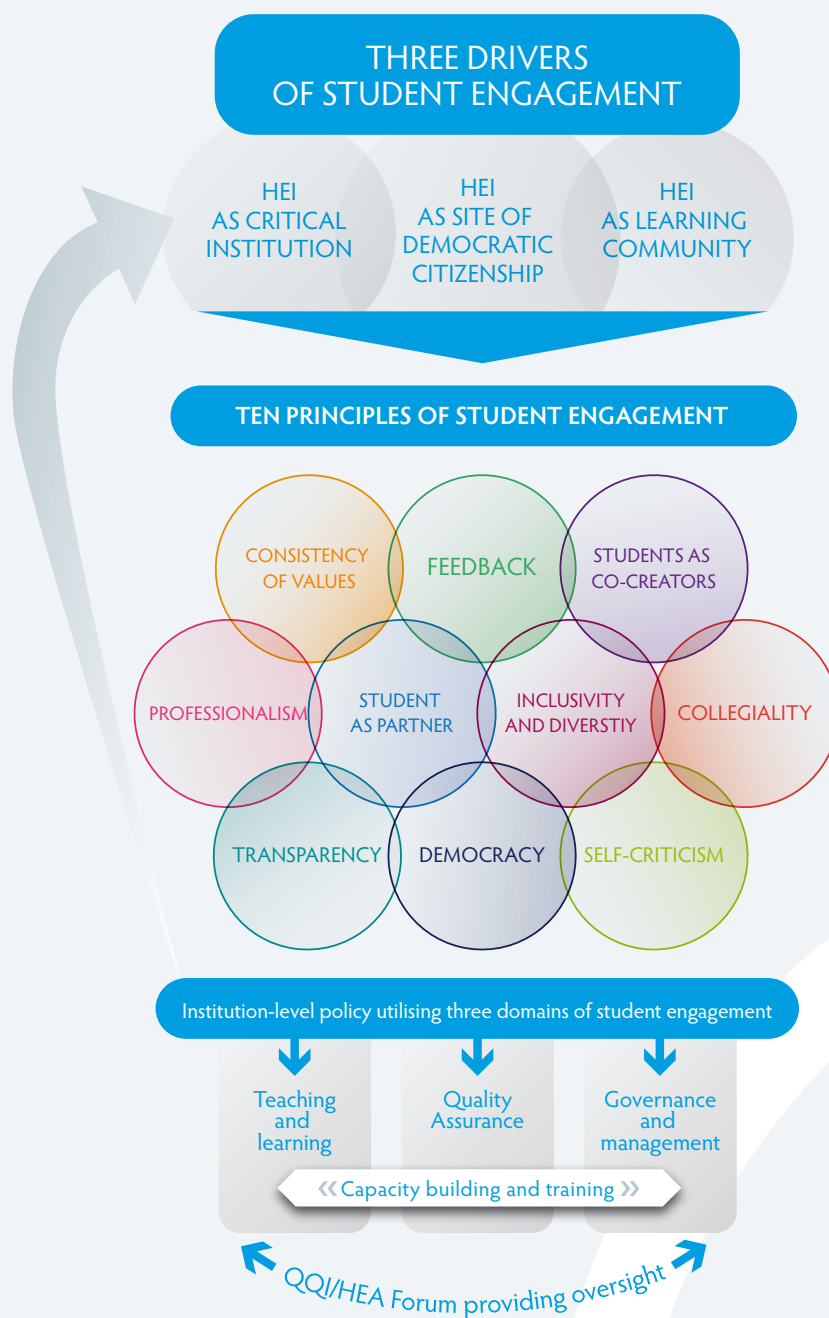 THREE DRIVERS
OF STUDENT ENGAGEMENT
HEI
AS CRITICAL
INSTITUTION
HEI
AS SITE OF
DEMOCRATIC
CITIZENSHIP
HEI
AS LEARNING
COMMUNITY
TEN PRINCIPLES OF STUDENT ENGAGEMENT
CONSISTENCY
OF VALUES
FEEDBACK
STUDENTS AS
CO-CREATORS
PROFESSIONALISM
STUDENT
AS PARTNER
INCLUSIVITY
AND DIVERSTIY
COLLEGIALITY
TRANSPARENCY
DEMOCRACY
SELF-CRITICISM
Institution-level policy utilising three domains of student engagement
Teaching
and
learning
Quality
Assurance
Governance
and
management
« Capacity building and training »
QQI/HEA Forum providing oversight